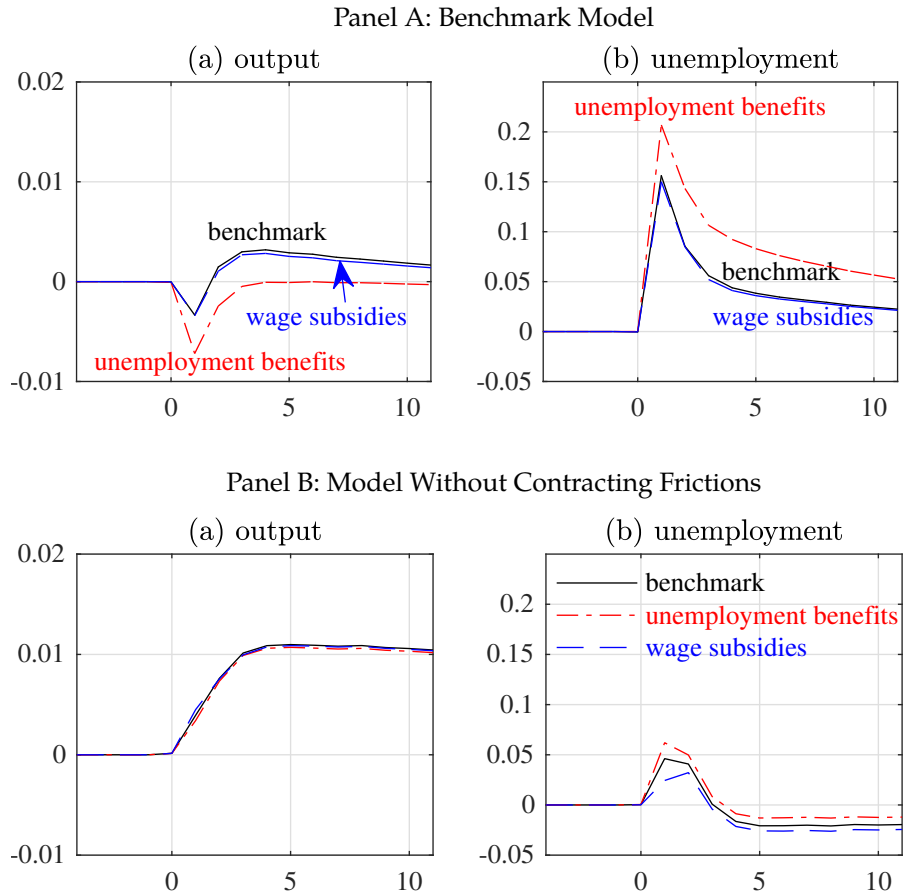 Panel A: Benchmark Model
(a) output
(b) unemployment
0.02
0.01
0
-0.01
benchmark
wage subsidies
unemployment benefits
0
5
10
0.2
0.15
0.1
0.05
0
-0.05
unemployment benefits
benchmark
wage subsidies
0
5
10
Panel B: Model Without Contracting Frictions
(a) output
(b) unemployment
0.02
0.01
0
-0.01
0
5
10
0.2
0.15
0.1
0.05
0
-0.05
benchmark
unemployment benefits
wage subsidies
0
5
10